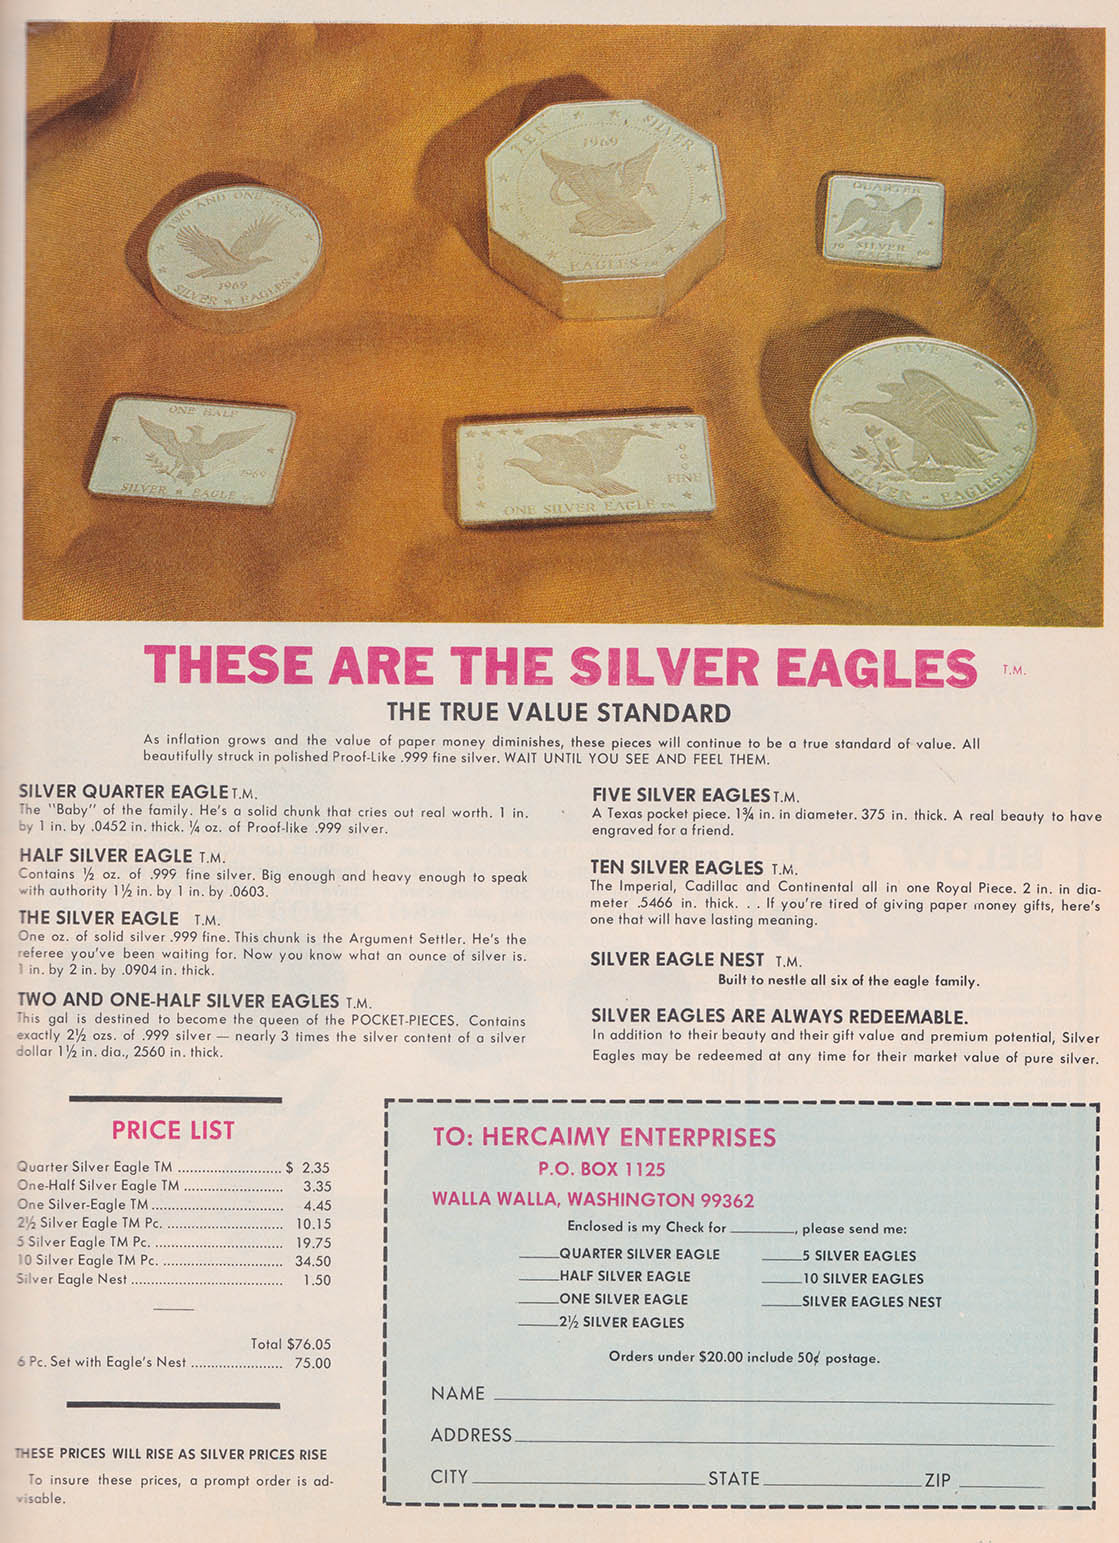 TWO AND ONE HALF
1969
SILVER ★ EAGLES TM
TEN ★ ★ SILVER
1969
EAGLES TM
QUARTER
19 69
SILVER
EAGLE
ONE HALF
1969
SILVER ★ EAGLE TM
.999
FINE
ONE SILVER EAGLE TM
FIVE
SILVER - EAGLES TM
THESE ARE THE SILVER EAGLES T.M.
THE TRUE VALUE STANDARD
As inflation grows and the value of paper money diminishes, these pieces will continue to be a true standard of value. All
beautifully struck in polished Proof-Like .999 fine silver. WAIT UNTIL YOU SEE AND FEEL THEM.
SILVER QUARTER EAGLE T.M.
The "Baby" of the family. He's a solid chunk that cries out real worth. 1 in.
by 1 in. by .0452 in. thick. ¼ oz. of Proof-like .999 silver.
HALF SILVER EAGLE T.M.
Contains ½ oz. of .999 fine silver. Big enough and heavy enough to speak
with authority 1½ in. by 1 in. by .0603.
THE SILVER EAGLE T.M.
One oz. of solid silver .999 fine. This chunk is the Argument Settler. He's the
referee you've been waiting for. Now you know what an ounce of silver is.
1 in. by 2 in. by .0904 in. thick.
TWO AND ONE-HALF SILVER EAGLES T.M.
This gal is destined to become the queen of the POCKET-PIECES. Contains
exactly 2½ ozs. of .999 silver — nearly 3 times the silver content of a silver
dollar 1½ in. dia., 2560 in. thick.
FIVE SILVER EAGLES T.M.
A Texas pocket piece. 1¾ in. in diameter. 375 in. thick. A real beauty to have
engraved for a friend.
TEN SILVER EAGLES T.M.
The Imperial, Cadillac and Continental all in one Royal Piece. 2 in. in dia-
meter .5466 in. thick. . . If you're tired of giving paper money gifts, here's
one that will have lasting meaning.
SILVER EAGLE NEST T.M.
Built to nestle all six of the eagle family.
SILVER EAGLES ARE ALWAYS REDEEMABLE.
In addition to their beauty and their gift value and premium potential, Silver
Eagles may be redeemed at any time for their market value of pure silver.
PRICE LIST
Quarter Silver Eagle TM ......................... $ 2.35
One-Half Silver Eagle TM ........................ 3.35
One Silver-Eagle TM ................................ 4.45
2½ Silver Eagle TM Pc. ............................ 10.15
5 Silver Eagle TM Pc. ............................... 19.75
10 Silver Eagle TM Pc. ............................. 34.50
Silver Eagle Nest ..................................... 1.50
Total $76.05
6 Pc. Set with Eagle's Nest ...................... 75.00
THESE PRICES WILL RISE AS SILVER PRICES RISE
To insure these prices, a prompt order is ad-
visable.
TO: HERCAIMY ENTERPRISES
P.O. BOX 1125
WALLA WALLA, WASHINGTON 99362
Enclosed is my Check for ________, please send me:
____QUARTER SILVER EAGLE
____HALF SILVER EAGLE
____ONE SILVER EAGLE
____2½ SILVER EAGLES
____5 SILVER EAGLES
____10 SILVER EAGLES
____SILVER EAGLES NEST
Orders under $20.00 include 50¢ postage.
NAME ________
ADDRESS________
CITY________ STATE________ ZIP ________